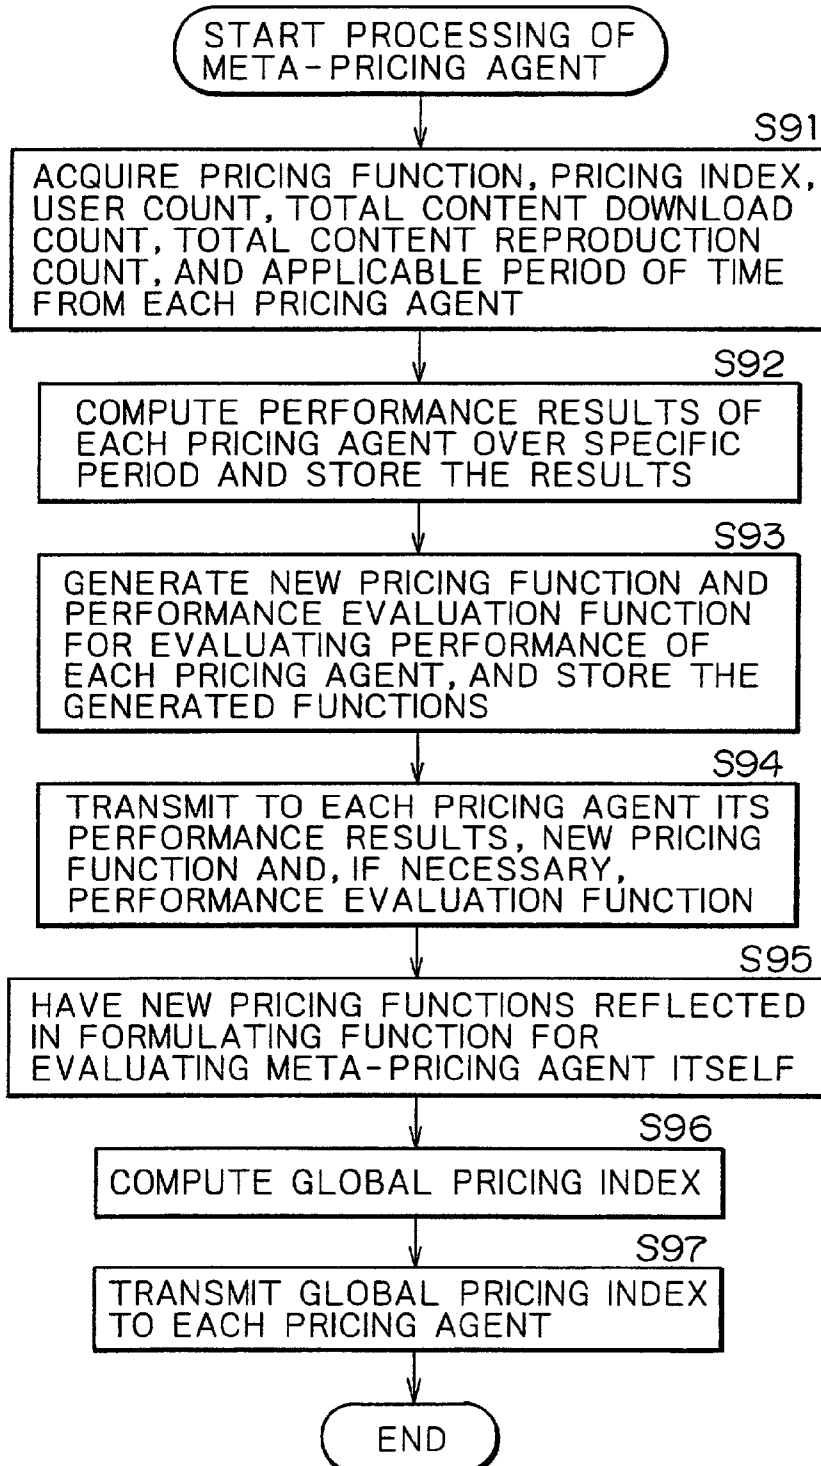 START PROCESSING OF
META-PRICING AGENT
S91
ACQUIRE PRICING FUNCTION, PRICING INDEX,
USER COUNT, TOTAL CONTENT DOWNLOAD
COUNT, TOTAL CONTENT REPRODUCTION
COUNT, AND APPLICABLE PERIOD OF TIME
FROM EACH PRICING AGENT
S92
COMPUTE PERFORMANCE RESULTS OF
EACH PRICING AGENT OVER SPECIFIC
PERIOD AND STORE THE RESULTS
S93
GENERATE NEW PRICING FUNCTION AND
PERFORMANCE EVALUATION FUNCTION
FOR EVALUATING PERFORMANCE OF
EACH PRICING AGENT, AND STORE THE
GENERATED FUNCTIONS
S94
TRANSMIT TO EACH PRICING AGENT ITS
PERFORMANCE RESULTS, NEW PRICING
FUNCTION AND, IF NECESSARY,
PERFORMANCE EVALUATION FUNCTION
S95
HAVE NEW PRICING FUNCTIONS REFLECTED
IN FORMULATING FUNCTION FOR
EVALUATING META-PRICING AGENT ITSELF
S96
COMPUTE GLOBAL PRICING INDEX
S97
TRANSMIT GLOBAL PRICING INDEX
TO EACH PRICING AGENT
END